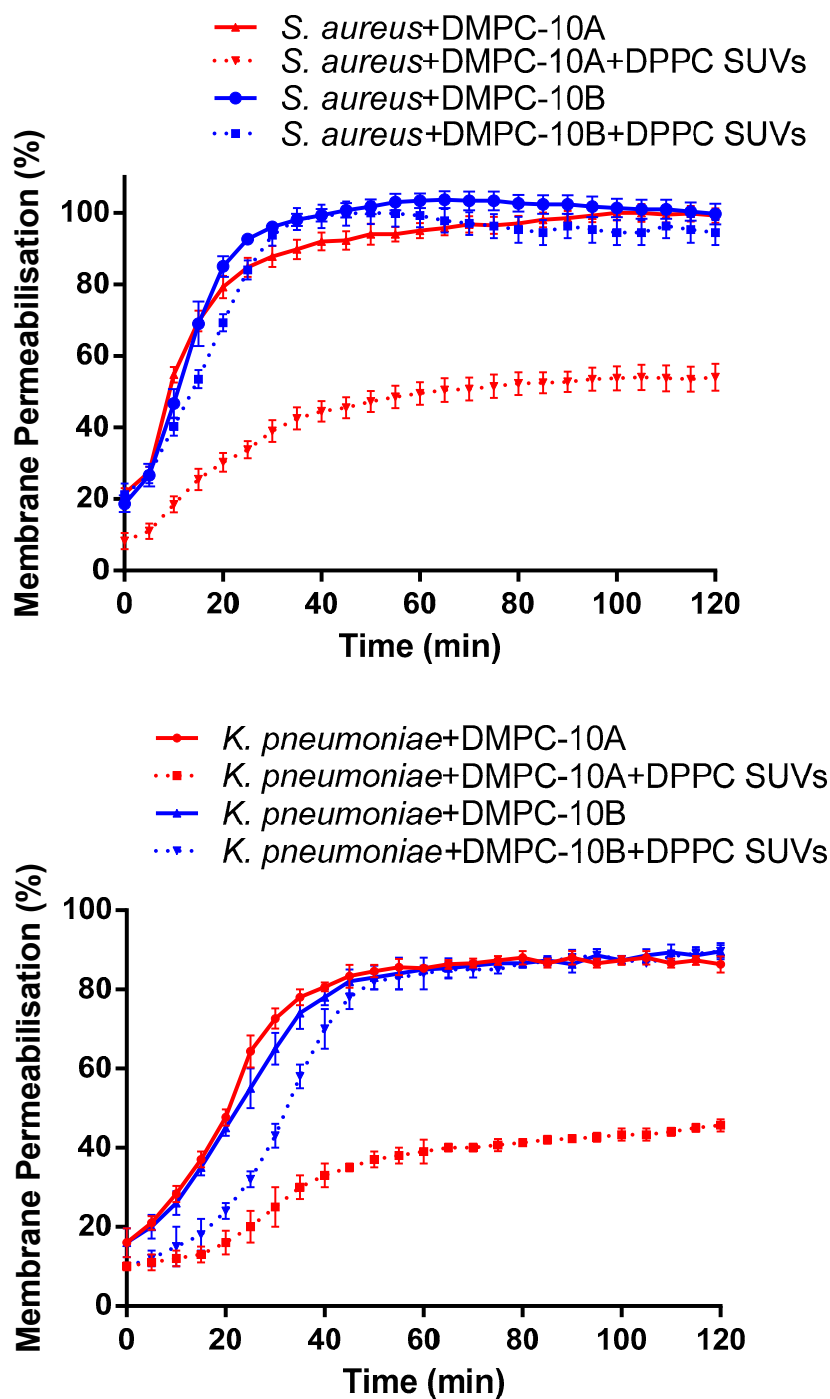 S. aureus+DMPC-10A
S. aureus+DMPC-10A+DPPC SUVs
S. aureus+DMPC-10B
S. aureus+DMPC-10B+DPPC SUVs
Membrane Permeabilisation (%)
100
80
60
40
20
0
0 20 40 60 80 100 120
Time (min)
K. pneumoniae+DMPC-10A
K. pneumoniae+DMPC-10A+DPPC SUVs
K. pneumoniae+DMPC-10B
K. pneumoniae+DMPC-10B+DPPC SUVs
Membrane Permeabilisation (%)
100
80
60
40
20
0
0 20 40 60 80 100 120
Time (min)